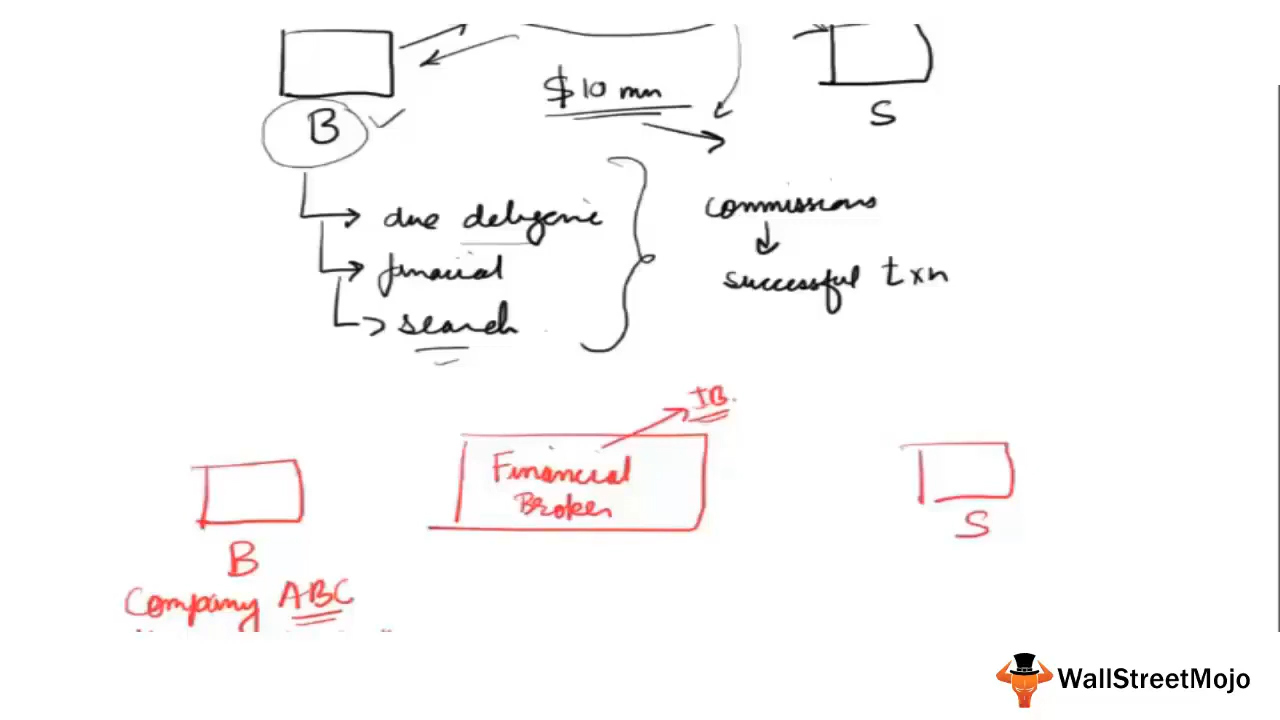 $10 mn
B
S
due deligence
commissions
financial
successful txn
search
IB.
Financial
Broker
B
S
Company ABC
WallStreetMojo